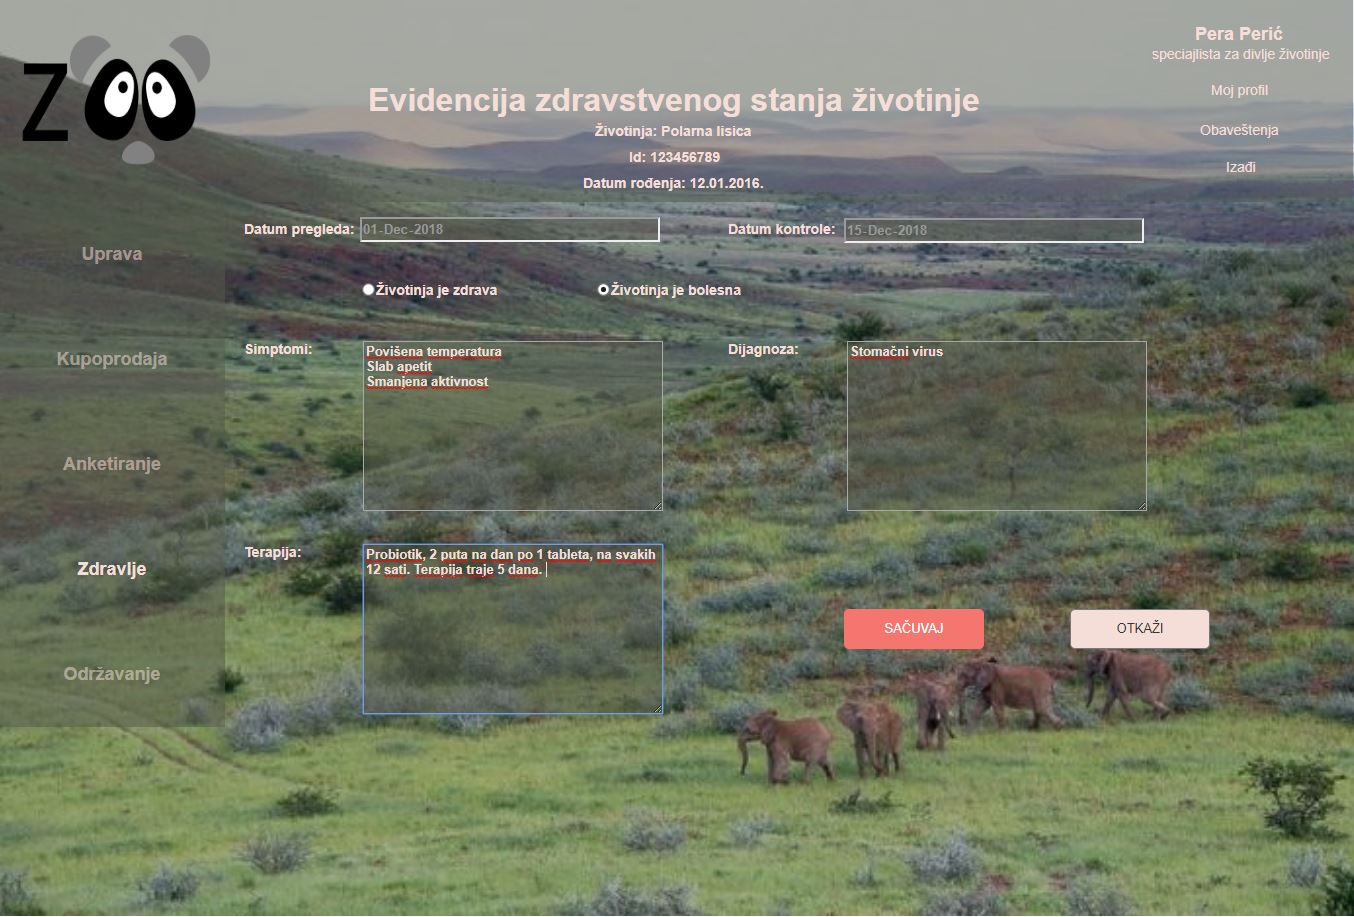 ZOO
Pera Perić
speciajlista za divlje životinje
Moj profil
Obaveštenja
Izađi
Evidencija zdravstvenog stanja životinje
Životinja: Polarna lisica
Id: 123456789
Datum rođenja: 12.01.2016.
Uprava
Kupoprodaja
Anketiranje
Zdravlje
Održavanje
Datum pregleda: 01-Dec-2018
Datum kontrole: 15-Dec-2018
Životinja je zdrava
Životinja je bolesna
Simptomi:
Povišena temperatura
Slab apetit
Smanjena aktivnost
Dijagnoza:
Stomačni virus
Terapija:
Probiotik, 2 puta na dan po 1 tableta, na svakih
12 sati. Terapija traje 5 dana.
SAČUVAJ
OTKAŽI